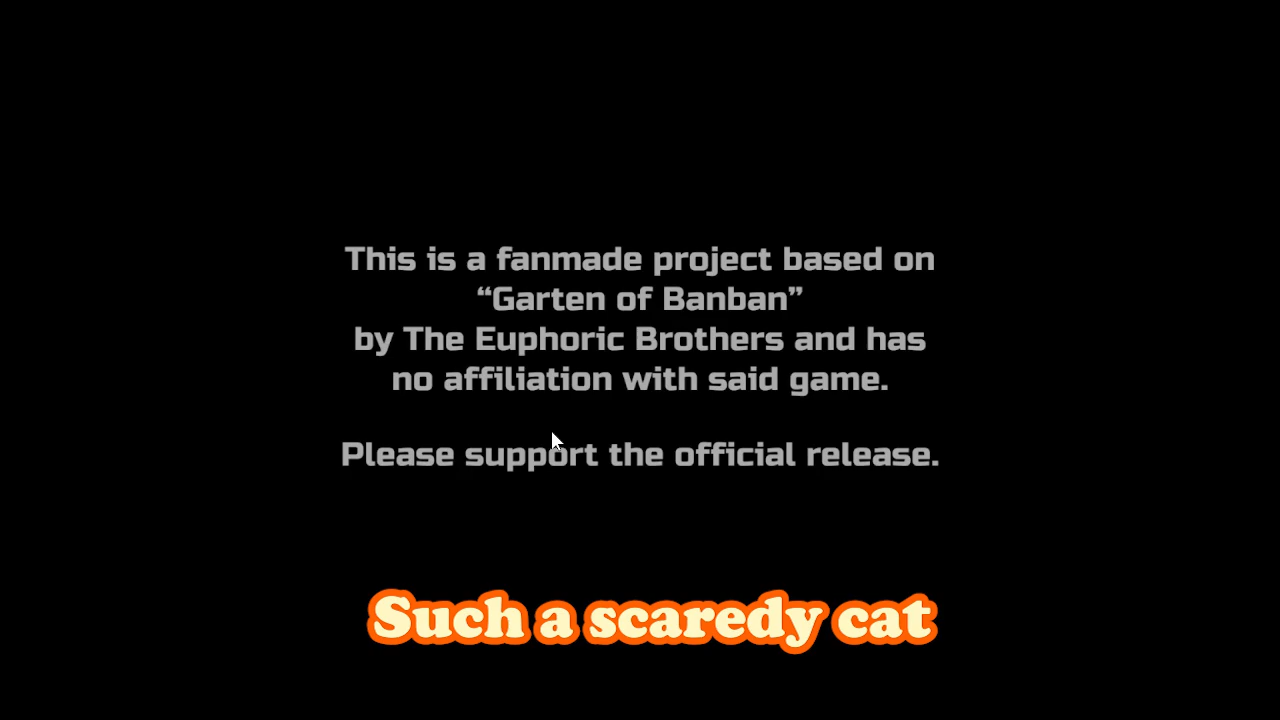 This is a fanmade project based on
“Garten of Banban”
by The Euphoric Brothers and has
no affiliation with said game.
Please support the official release.
Such a scaredy cat